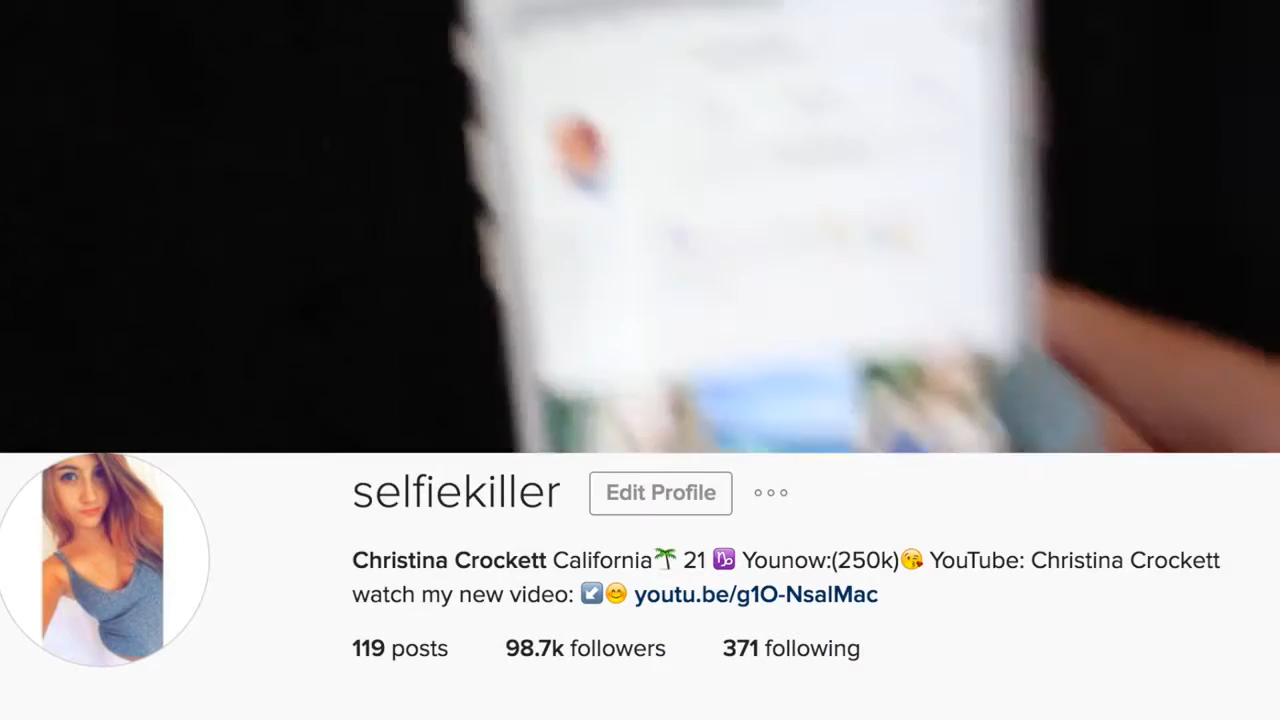 selfiekiller Edit Profile
Christina Crockett California🌴 21 ♑ Younow:(250k)😘 YouTube: Christina Crockett
watch my new video: ↙️😊 youtu.be/g1O-NsalMac
119 posts 98.7k followers 371 following